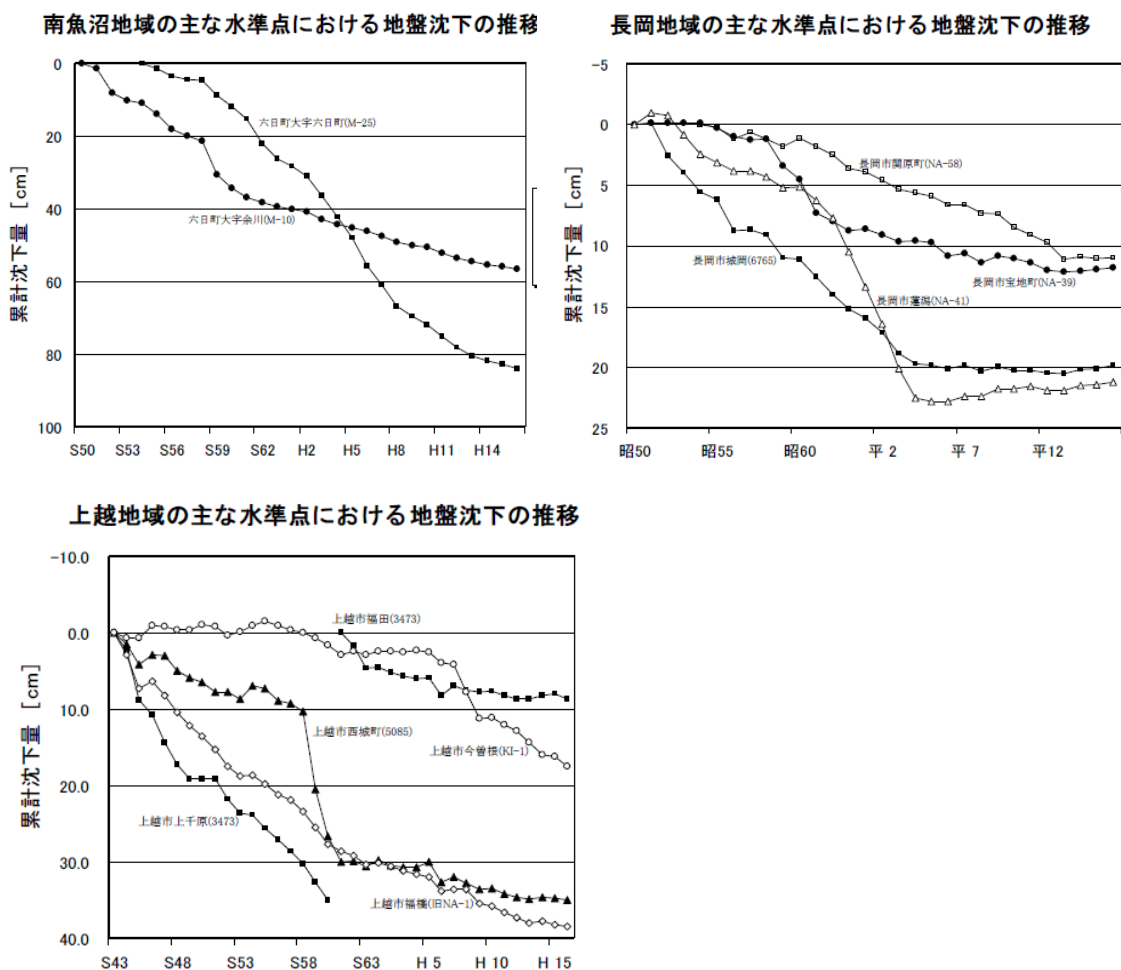 南魚沼地域の主な水準点における地盤沈下の推移
累計沈下量 [cm]
0
20
40
60
80
100
六日町大字六日町(M-25)
六日町大字余川(M-10)
S50 S53 S56 S59 S62 H2 H5 H8 H11 H14
長岡地域の主な水準点における地盤沈下の推移
累計沈下量 [cm]
-5
0
5
10
15
20
25
長岡市関原町(NA-58)
長岡市城岡(6765)
長岡市宝地町(NA-39)
長岡市蓮潟(NA-41)
昭50 昭55 昭60 平 2 平 7 平12
上越地域の主な水準点における地盤沈下の推移
累計沈下量 [cm]
-10.0
0.0
10.0
20.0
30.0
40.0
上越市福田(3473)
上越市西城町(5085)
上越市今曽根(KI-1)
上越市上千原(3473)
上越市福橋(旧NA-1)
S43 S48 S53 S58 S63 H 5 H 10 H 15